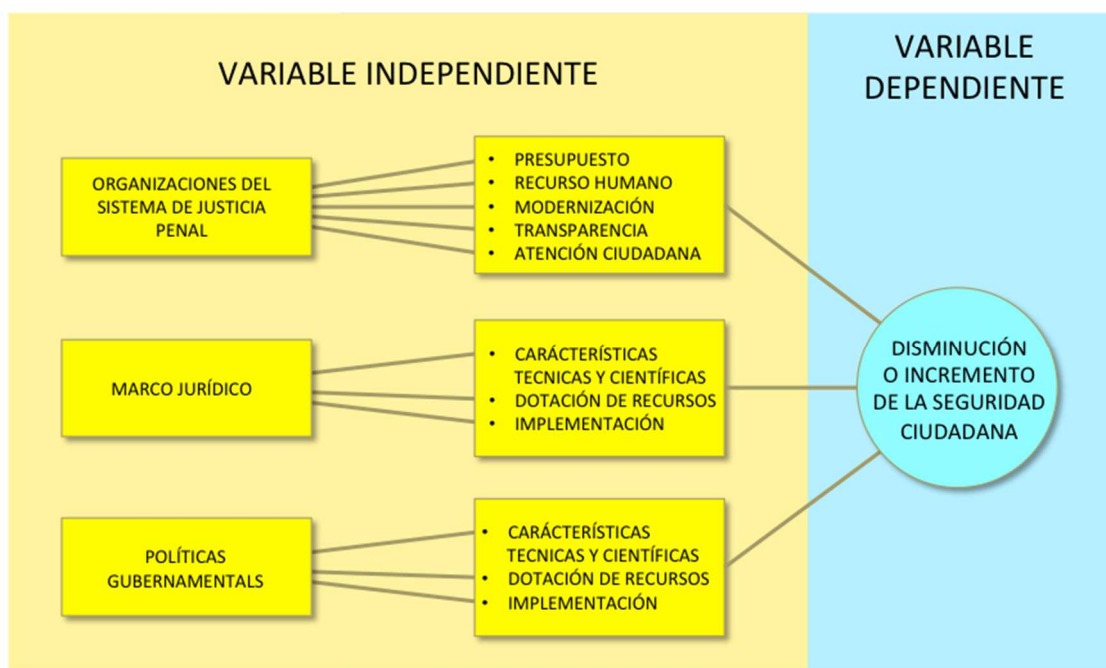 VARIABLE INDEPENDIENTE
VARIABLE
DEPENDIENTE
ORGANIZACIONES DEL
SISTEMA DE JUSTICIA
PENAL
• PRESUPUESTO
• RECURSO HUMANO
• MODERNIZACIÓN
• TRANSPARENCIA
• ATENCIÓN CIUDADANA
MARCO JURÍDICO
• CARÁCTERÍSTICAS
TECNICAS Y CIENTÍFICAS
• DOTACIÓN DE RECURSOS
• IMPLEMENTACIÓN
POLÍTICAS
GUBERNAMENTALS
• CARÁCTERÍSTICAS
TECNICAS Y CIENTÍFICAS
• DOTACIÓN DE RECURSOS
• IMPLEMENTACIÓN
DISMINUCIÓN
O INCREMENTO
DE LA SEGURIDAD
CIUDADANA